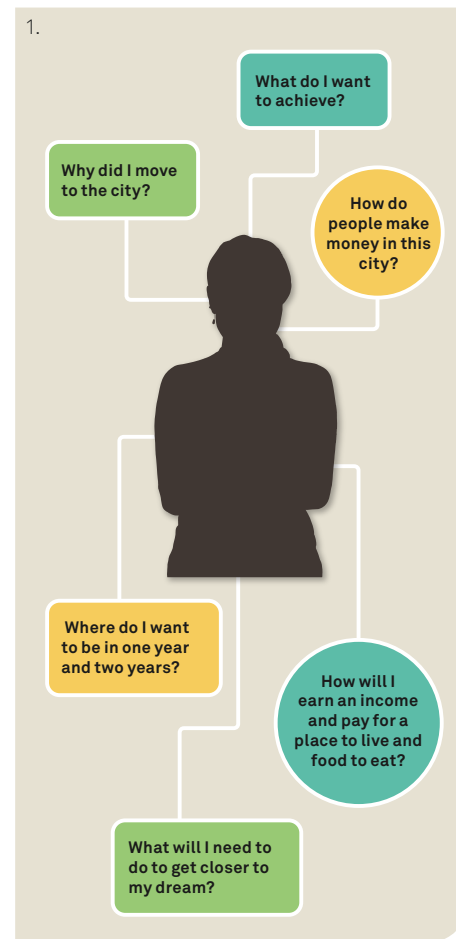 1.
What do I want
to achieve?
Why did I move
to the city?
How do
people make
money in this
city?
Where do I want
to be in one year
and two years?
How will I
earn an income
and pay for a
place to live and
food to eat?
What will I need to
do to get closer to
my dream?